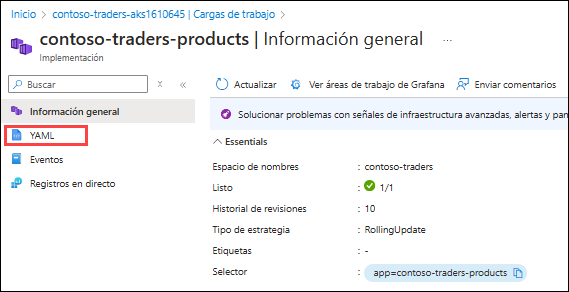 Inicio > contoso-traders-aks1610645 | Cargas de trabajo >
contoso-traders-products | Información general ...
Implementación
Buscar
Actualizar
Ver áreas de trabajo de Grafana
Enviar comentarios
Información general
YAML
Eventos
Registros en directo
Solucionar problemas con señales de infraestructura avanzadas, alertas y pan
Essentials
Espacio de nombres : contoso-traders
Listo : 1/1
Historial de revisiones : 10
Tipo de estrategia : RollingUpdate
Etiquetas : -
Selector : app=contoso-traders-products